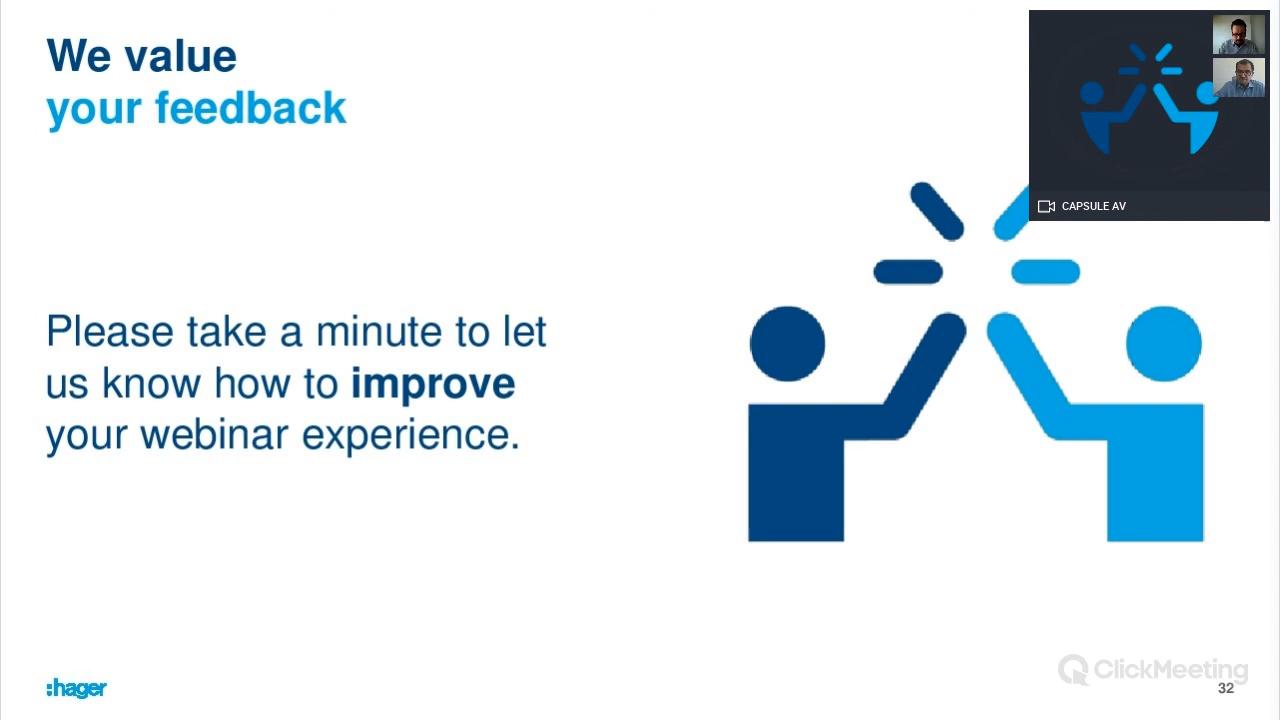 We value
your feedback
CAPSULE AV
Please take a minute to let
us know how to improve
your webinar experience.
:hager
ClickMeeting
32